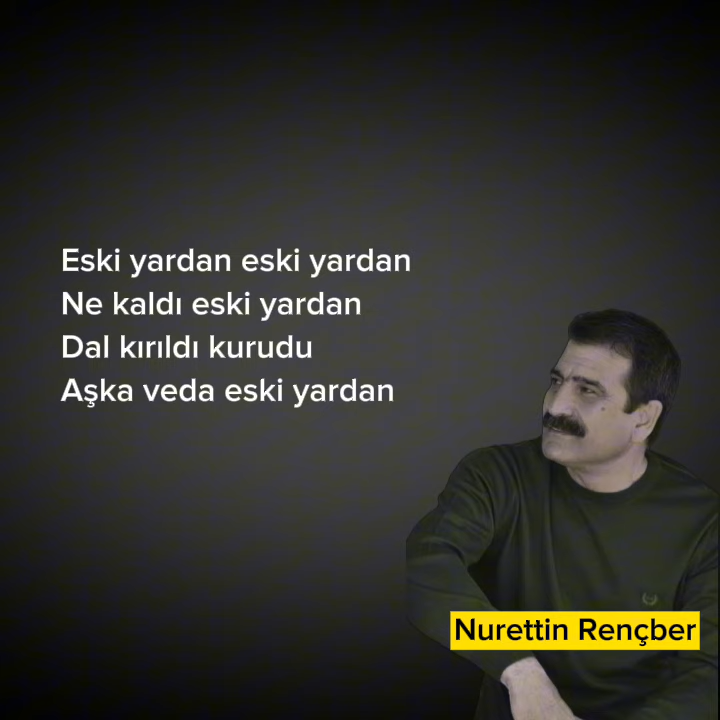 Eski yardan eski yardan
Ne kaldı eski yardan
Dal kırıldı kurudu
Aşka veda eski yardan
Nurettin Rençber